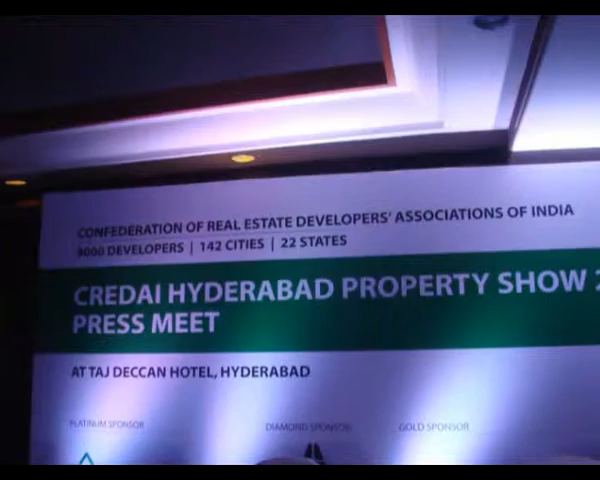 CONFEDERATION OF REAL ESTATE DEVELOPERS' ASSOCIATIONS OF INDIA
9000 DEVELOPERS | 142 CITIES | 22 STATES
CREDAI HYDERABAD PROPERTY SHOW
PRESS MEET
AT TAJ DECCAN HOTEL, HYDERABAD
PLATINUM SPONSOR DIAMOND SPONSOR GOLD SPONSOR